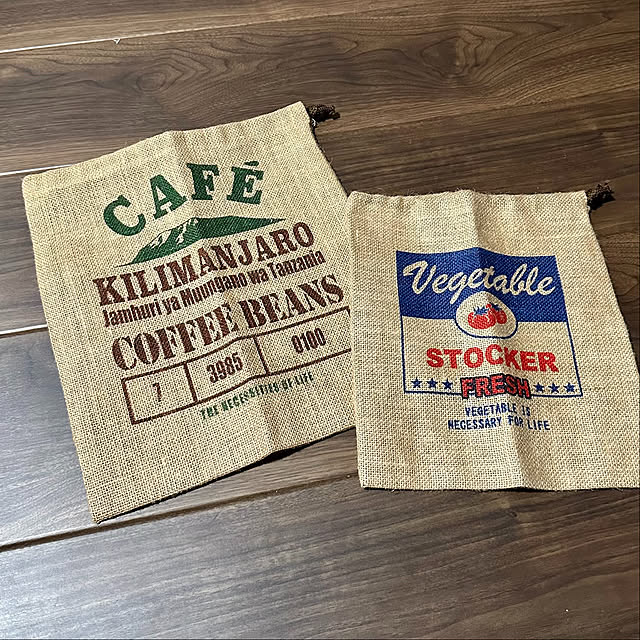 CAFÉ
KILIMANJARO
Jamhuri ya Mqungano wa Tanzania
COFFEE BEANS
7 3985 0100
THE NECESSITIES OF LIFE
Vegetable
STOCKER
FRESH
VEGETABLE IS
NECESSARY FOR LIFE